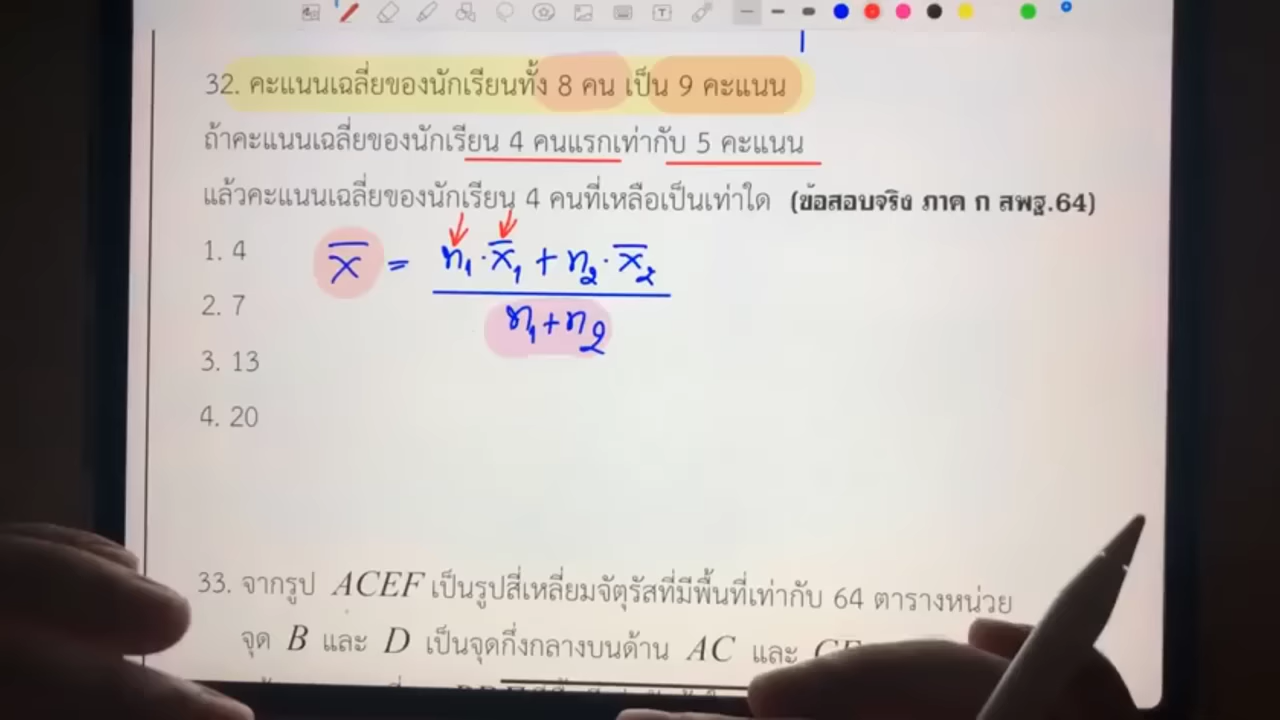 32. คะแนนเฉลี่ยของนักเรียนทั้ง 8 คน เป็น 9 คะแนน
ถ้าคะแนนเฉลี่ยของนักเรียน 4 คนแรกเท่ากับ 5 คะแนน
แล้วคะแนนเฉลี่ยของนักเรียน 4 คนที่เหลือเป็นเท่าใด (ข้อสอบจริง ภาค ก สพฐ.64)
1. 4
x̄ = n₁·x̄₁ + n₂·x̄₂
2. 7
n₁+n₂
3. 13
4. 20
33. จากรูป ACEF เป็นรูปสี่เหลี่ยมจัตุรัสที่มีพื้นที่เท่ากับ 64 ตารางหน่วย
จุด B และ D เป็นจุดกึ่งกลางบนด้าน AC และ